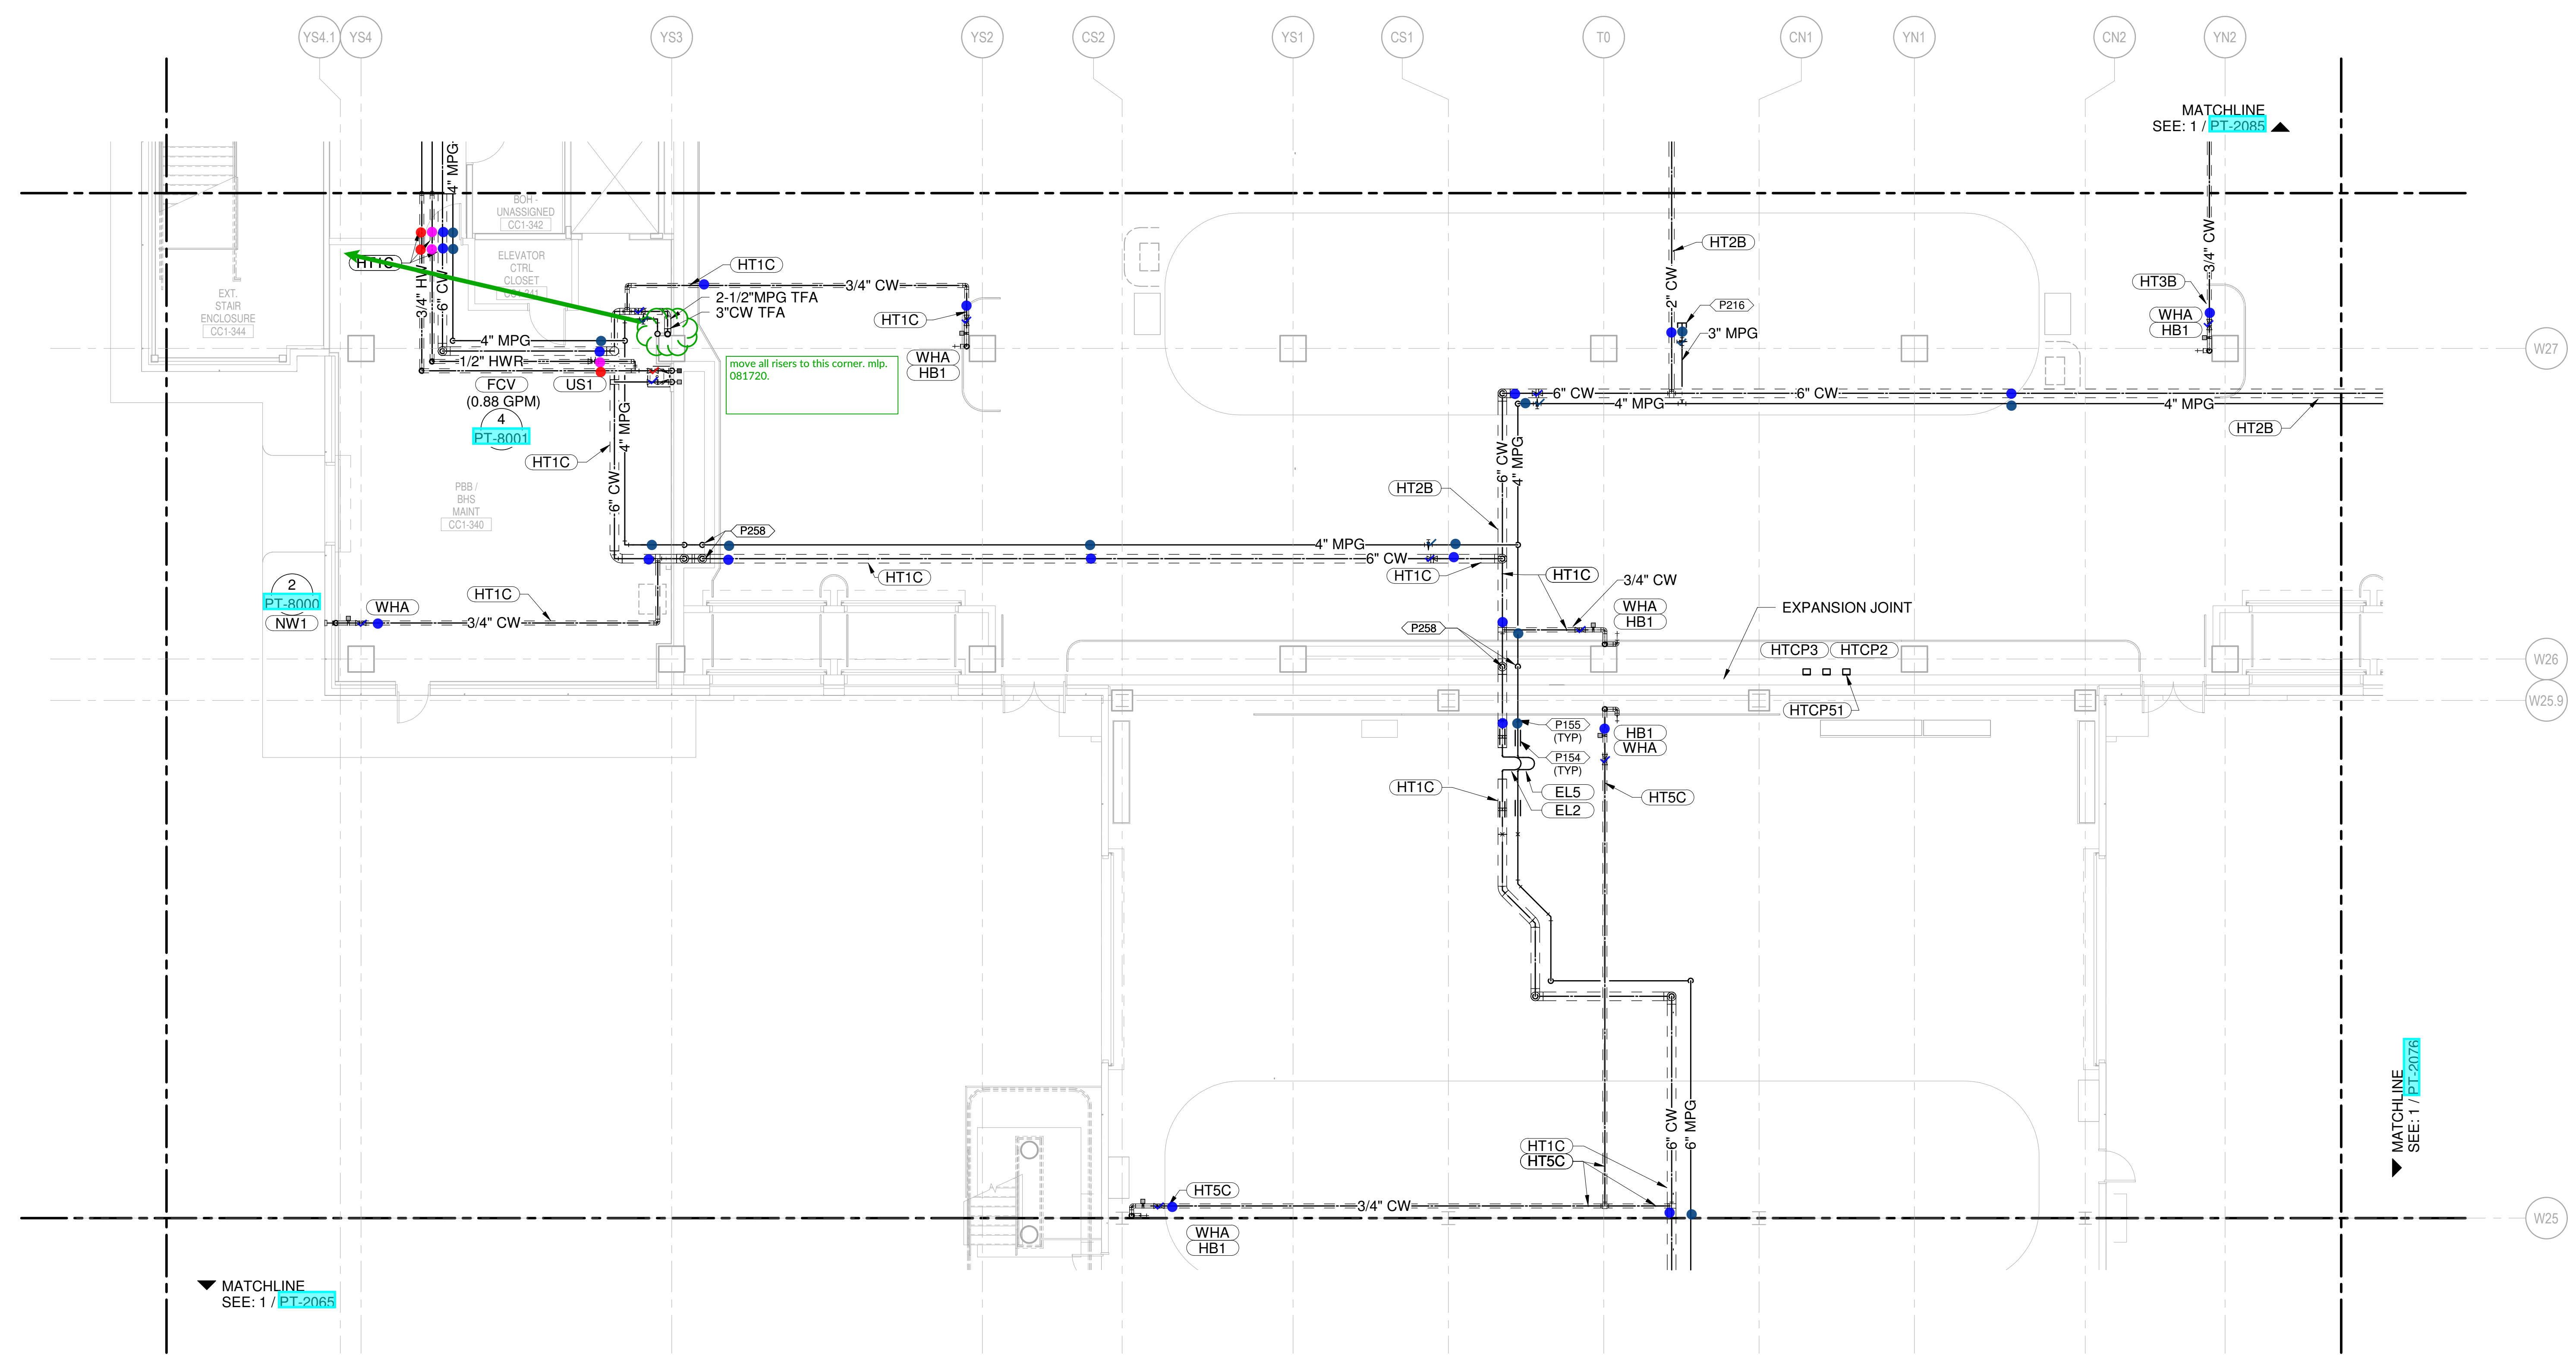 YS4.1
YS4
YS3
YS2
CS2
YS1
CS1
T0
CN1
YN1
CN2
YN2
MATCHLINE
SEE: 1 / PT-2085
4" MPG
BOH -
UNASSIGNED
CC1-342
HT1C
3/4" HW
6" CW
ELEVATOR
CTRL
CLOSET
CC1-341
EXT.
STAIR
ENCLOSURE
CC1-344
HT1C
3/4" CW
2-1/2"MPG TFA
3"CW TFA
HT1C
WHA
HB1
HT2B
2" CW
P216
3" MPG
3/4" CW
HT3B
WHA
HB1
W27
4" MPG
1/2" HWR
FCV
(0.88 GPM)
US1
4
PT-8001
move all risers to this corner. mlp.
081720.
6" CW
6" CW
4" MPG
4" MPG
HT2B
4" MPG
HT1C
6" CW
PBB /
BHS
MAINT
CC1-340
6" CW
4" MPG
HT2B
P258
4" MPG
6" CW
HT1C
HT1C
HT1C
3/4" CW
2
PT-8000
NW1
WHA
HT1C
3/4" CW
WHA
HB1
P258
EXPANSION JOINT
HTCP3
HTCP2
HTCP51
W26
W25.9
P155
(TYP)
P154
(TYP)
HB1
WHA
HT1C
EL5
EL2
HT5C
6" CW
6" MPG
HT1C
HT5C
HT5C
3/4" CW
WHA
HB1
MATCHLINE
SEE: 1 / PT-2076
W25
MATCHLINE
SEE: 1 / PT-2065